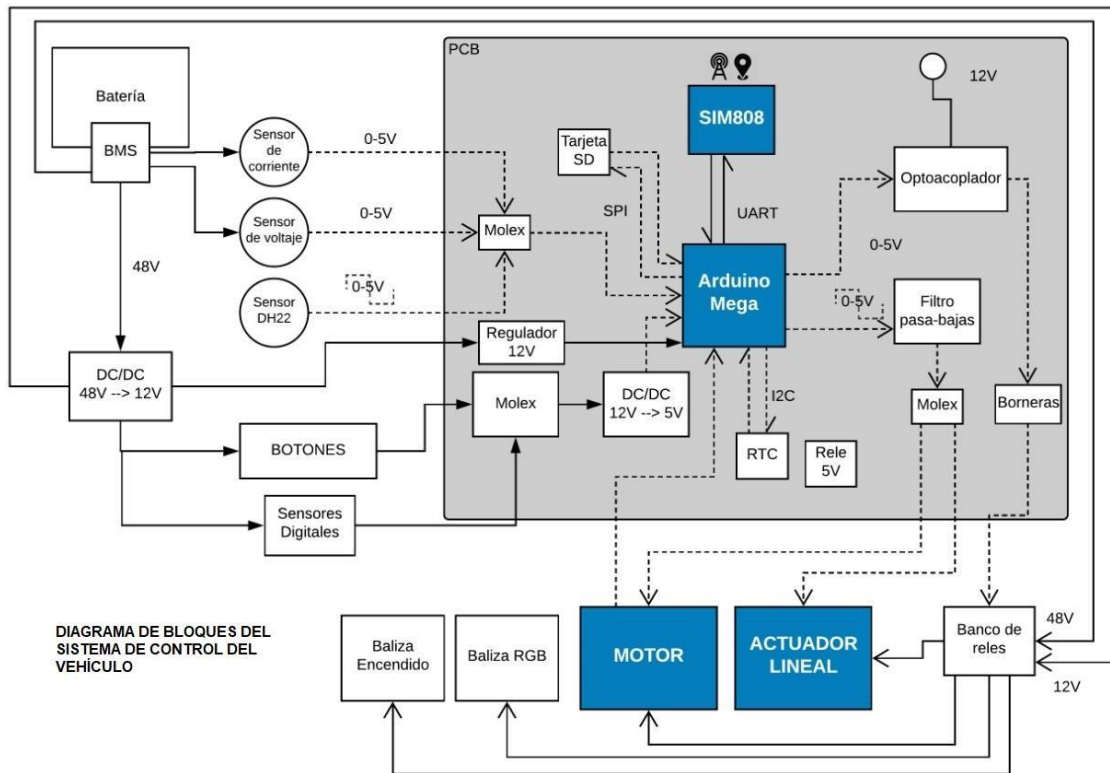 PCB
12V
Batería
SIM808
BMS
Sensor
de
corriente
0-5V
Tarjeta
SD
Optoacoplador
SPI
UART
Sensor
de voltaje
0-5V
Molex
0-5V
48V
Arduino
Mega
Sensor
DH22
0-5V
0-5V
Filtro
pasa-bajas
Regulador
12V
DC/DC
48V --> 12V
Molex
DC/DC
12V --> 5V
I2C
Molex
Borneras
BOTONES
RTC
Rele
5V
Sensores
Digitales
DIAGRAMA DE BLOQUES DEL
SISTEMA DE CONTROL DEL
VEHÍCULO
Baliza
Encendido
Baliza RGB
MOTOR
ACTUADOR
LINEAL
Banco de
reles
48V
12V